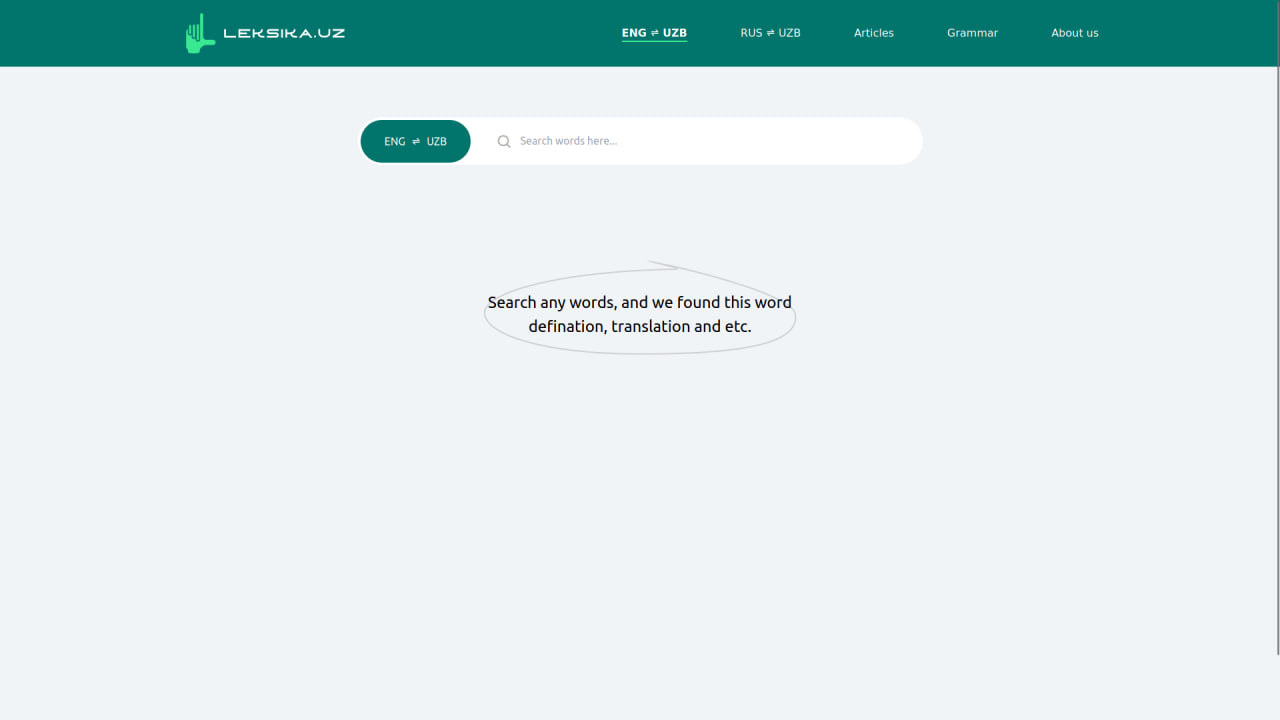 LEKSIKA.UZ
ENG ⇌ UZB
RUS ⇌ UZB
Articles
Grammar
About us
ENG ⇌ UZB
Search words here...
Search any words, and we found this word
defination, translation and etc.